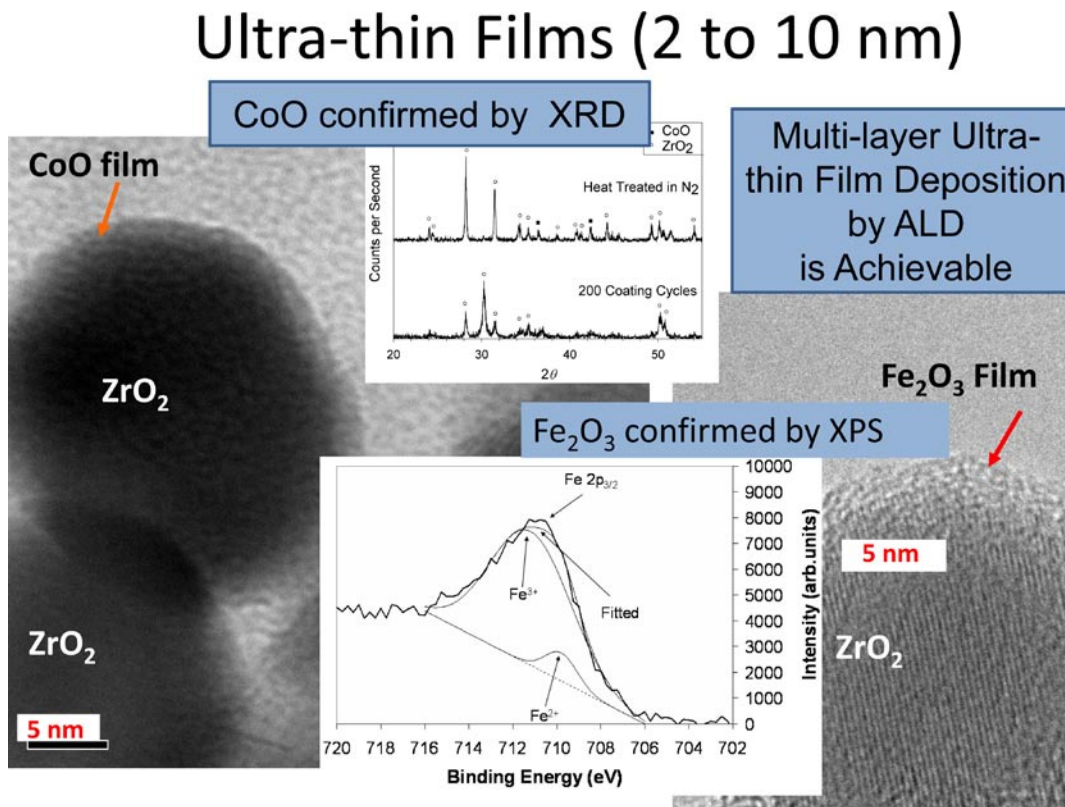 Ultra-thin Films (2 to 10 nm)
CoO confirmed by XRD
CoO film
ZrO₂
ZrO₂
5 nm
CoO
ZrO₂
Heat Treated in N₂
200 Coating Cycles
Counts per Second
20 30 40 50
2θ
Multi-layer Ultra-
thin Film Deposition
by ALD
is Achievable
Fe₂O₃ Film
5 nm
ZrO₂
Fe₂O₃ confirmed by XPS
Fe 2p₃/₂
Fe³⁺
Fitted
Fe²⁺
10000
9000
8000
7000
6000
5000
4000
3000
2000
1000
0
Intensity (arb.units)
720 718 716 714 712 710 708 706 704 702
Binding Energy (eV)